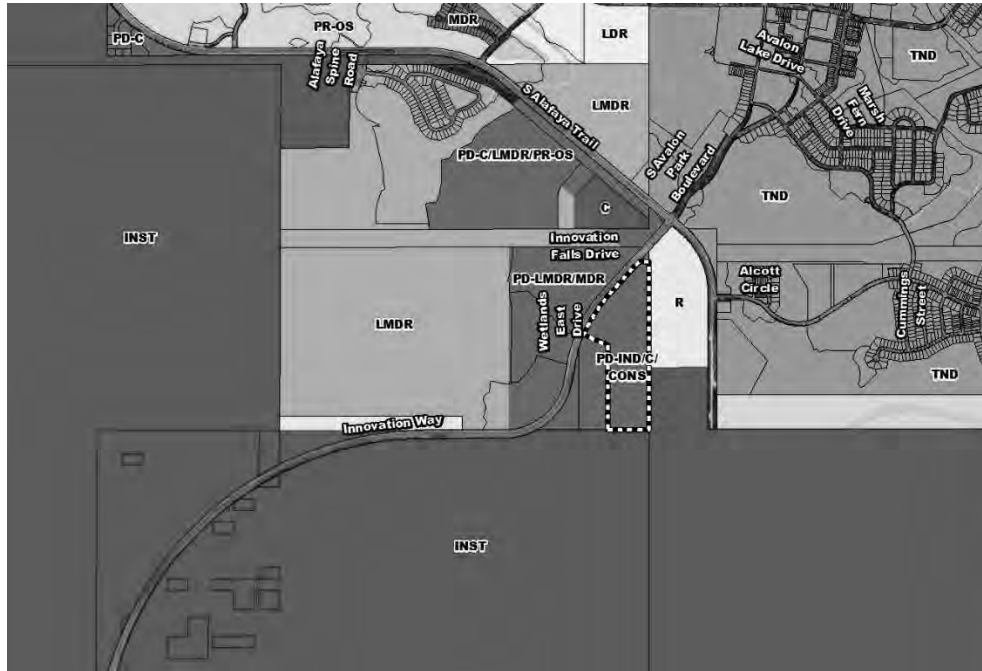 PR-OS
MDR
PD-C
LDR
Alafaya
Spine
Road
Avalon
Lake Drive
TND
S Alafaya Trail
LMDR
Marsh
Fern
Drive
PD-C/LMDR/PR-OS
S Avalon
Park
Boulevard
TND
C
INST
Innovation
Falls Drive
PD-LMDR/MDR
Alcott
Circle
R
Cummings
Street
LMDR
Wetlands
East
Drive
PD-IND/C/
CONS
TND
Innovation Way
INST